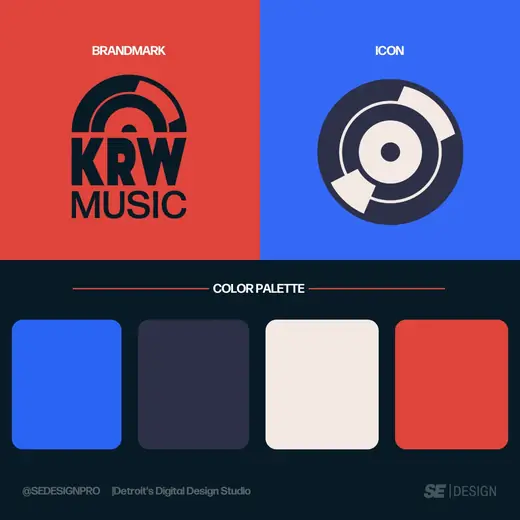 BRANDMARK
ICON
KRW
MUSIC
COLOR PALETTE
@SEDESIGNPRO |Detroit's Digital Design Studio
SE|DESIGN